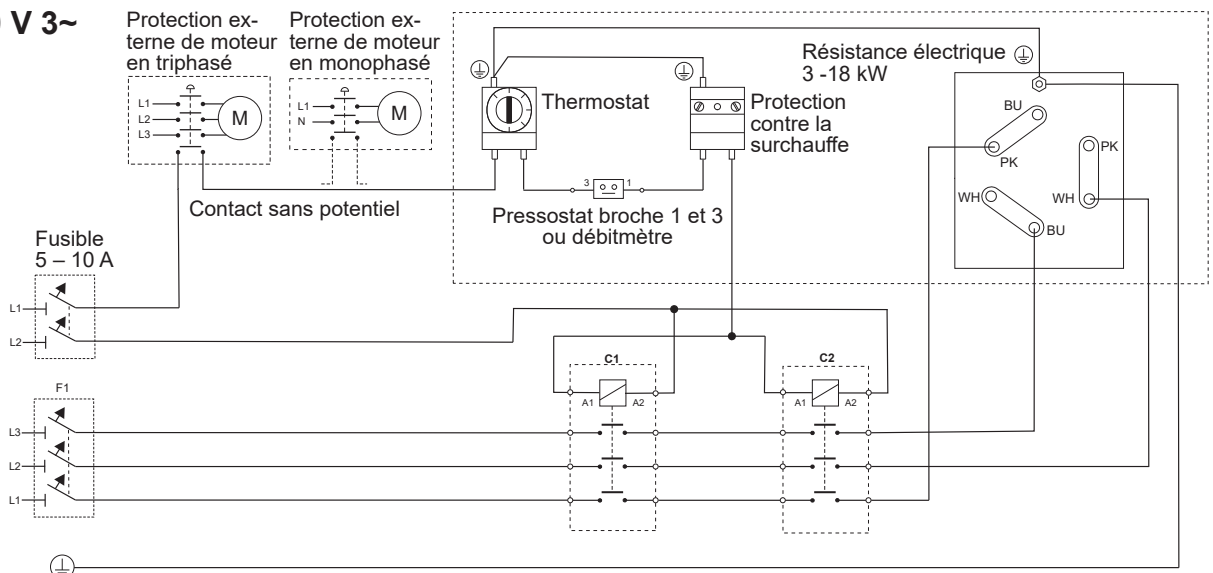 V 3~
Protection ex-
terne de moteur
en triphasé
Protection ex-
terne de moteur
en monophasé
L1
L2
L3
M
L1
N
M
Contact sans potentiel
Thermostat
Protection
contre la
surchauffe
3
1
Pressostat broche 1 et 3
ou débitmètre
Résistance électrique
3 -18 kW
BU
PK
PK
WH
WH
BU
Fusible
5 – 10 A
L1
L2
F1
L3
L2
L1
C1
A1
A2
C2
A1
A2